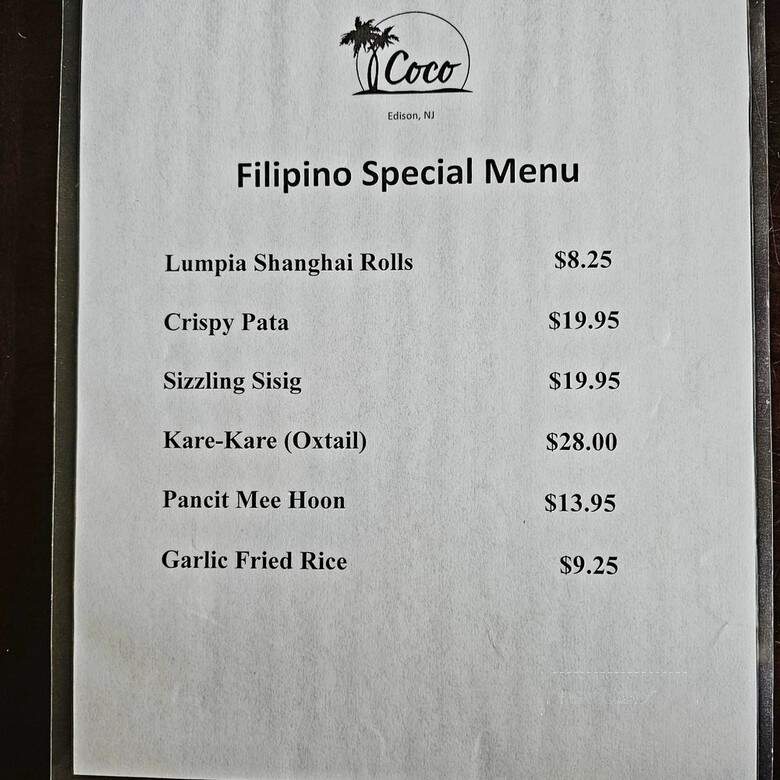 Coco
Edison, NJ
Filipino Special Menu
Lumpia Shanghai Rolls $8.25
Crispy Pata $19.95
Sizzling Sisig $19.95
Kare-Kare (Oxtail) $28.00
Pancit Mee Hoon $13.95
Garlic Fried Rice $9.25